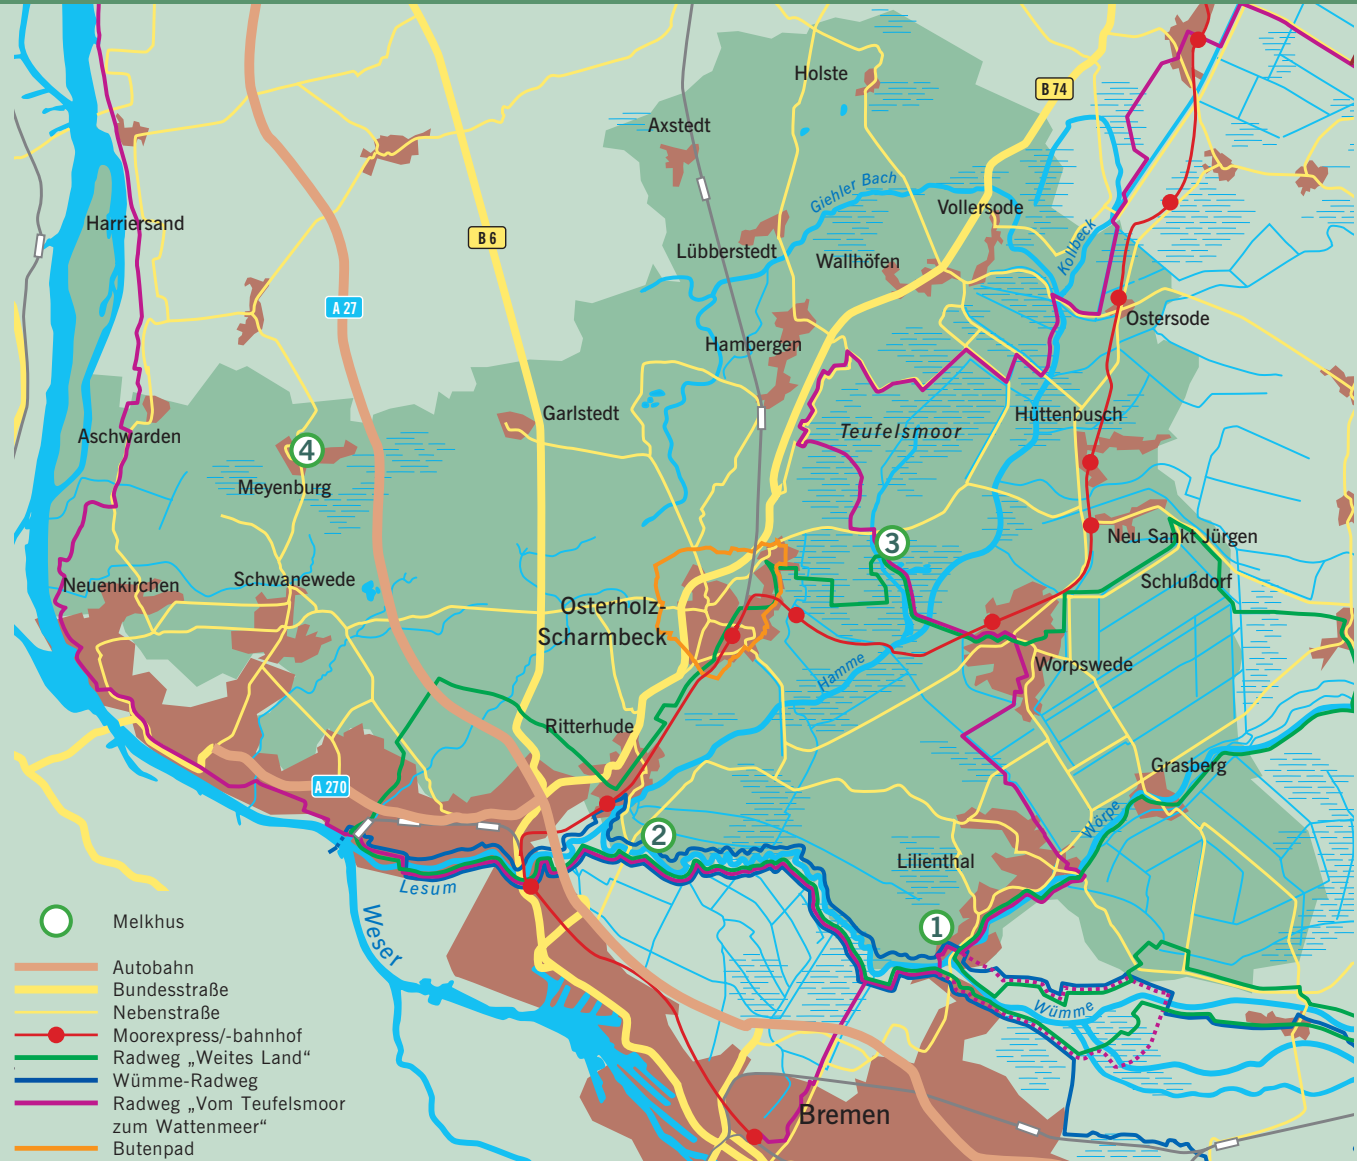 Holste
B 74
Axstedt
Giehler Bach
Vollersode
Harriersand
B 6
Kollbeck
Lübberstedt
Wallhöfen
A 27
Ostersode
Hambergen
Garlstedt
Hüttenbusch
Aschwarden
Teufelsmoor
4
Meyenburg
3
Neu Sankt Jürgen
Neuenkirchen
Schwanewede
Schlußdorf
Osterholz-
Scharmbeck
Hamme
Worpswede
Ritterhude
Grasberg
A 270
Wörpe
2
Lilienthal
Lesum
Weser
1
Wümme
Bremen
Melkhus
Autobahn
Bundesstraße
Nebenstraße
Moorexpress/-bahnhof
Radweg „Weites Land“
Wümme-Radweg
Radweg „Vom Teufelsmoor
zum Wattenmeer“
Butenpad